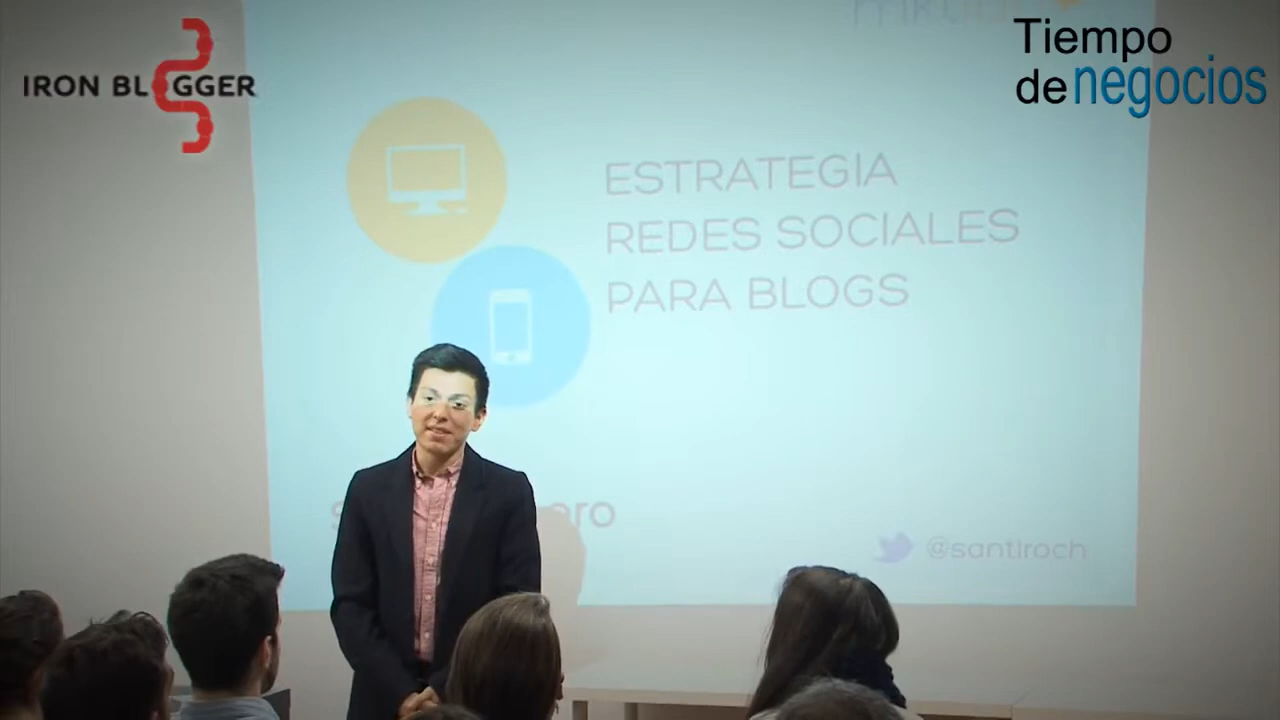 IRON BLOGGER
Tiempo
de negocios
ESTRATEGIA
REDES SOCIALES
PARA BLOGS
@santiroch